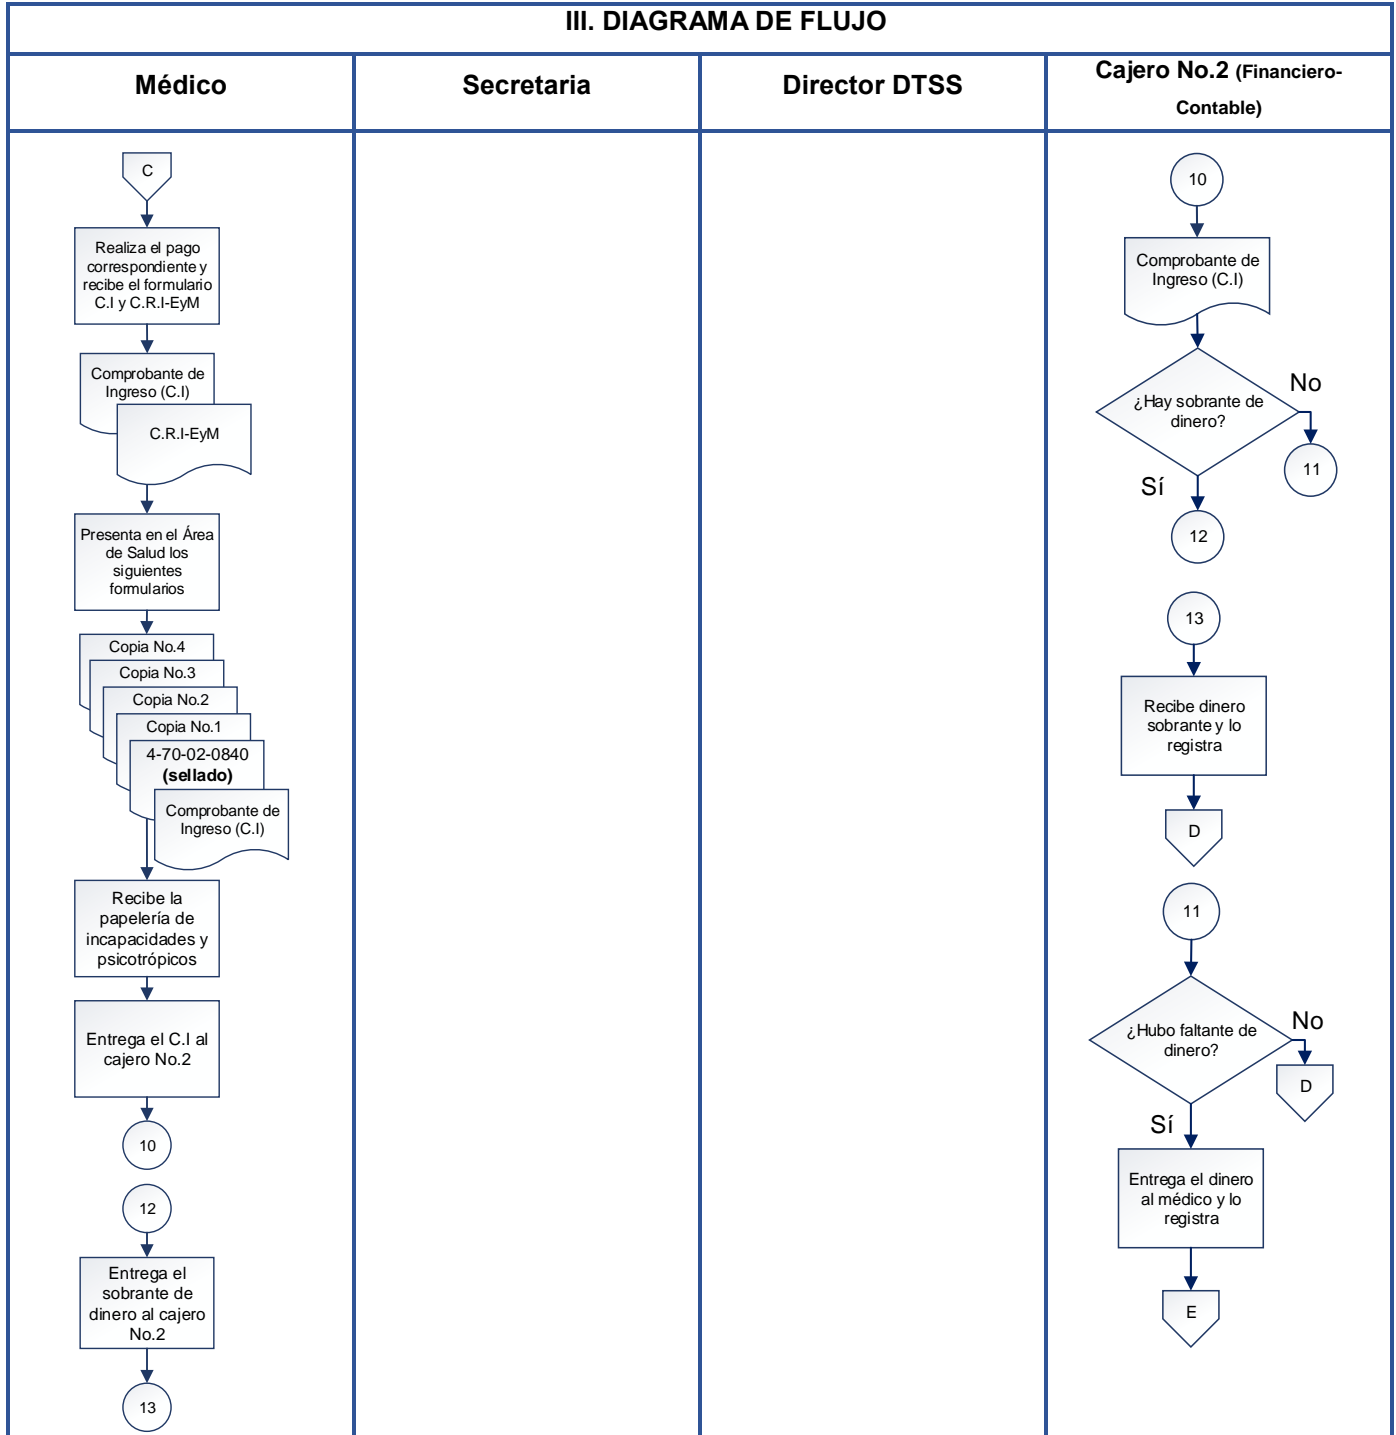 III. DIAGRAMA DE FLUJO
Médico
Secretaria
Director DTSS
Cajero No.2 (Financiero-
Contable)
C
Realiza el pago
correspondiente y
recibe el formulario
C.I y C.R.I-EyM
Comprobante de
Ingreso (C.I)
C.R.I-EyM
Presenta en el Área
de Salud los
siguientes
formularios
Copia No.4
Copia No.3
Copia No.2
Copia No.1
4-70-02-0840
(sellado)
Comprobante de
Ingreso (C.I)
Recibe la
papelería de
incapacidades y
psicotrópicos
Entrega el C.I al
cajero No.2
10
12
Entrega el
sobrante de
dinero al cajero
No.2
13
10
Comprobante de
Ingreso (C.I)
¿Hay sobrante de
dinero?
No
11
Sí
12
13
Recibe dinero
sobrante y lo
registra
D
11
¿Hubo faltante de
dinero?
No
D
Sí
Entrega el dinero
al médico y lo
registra
E